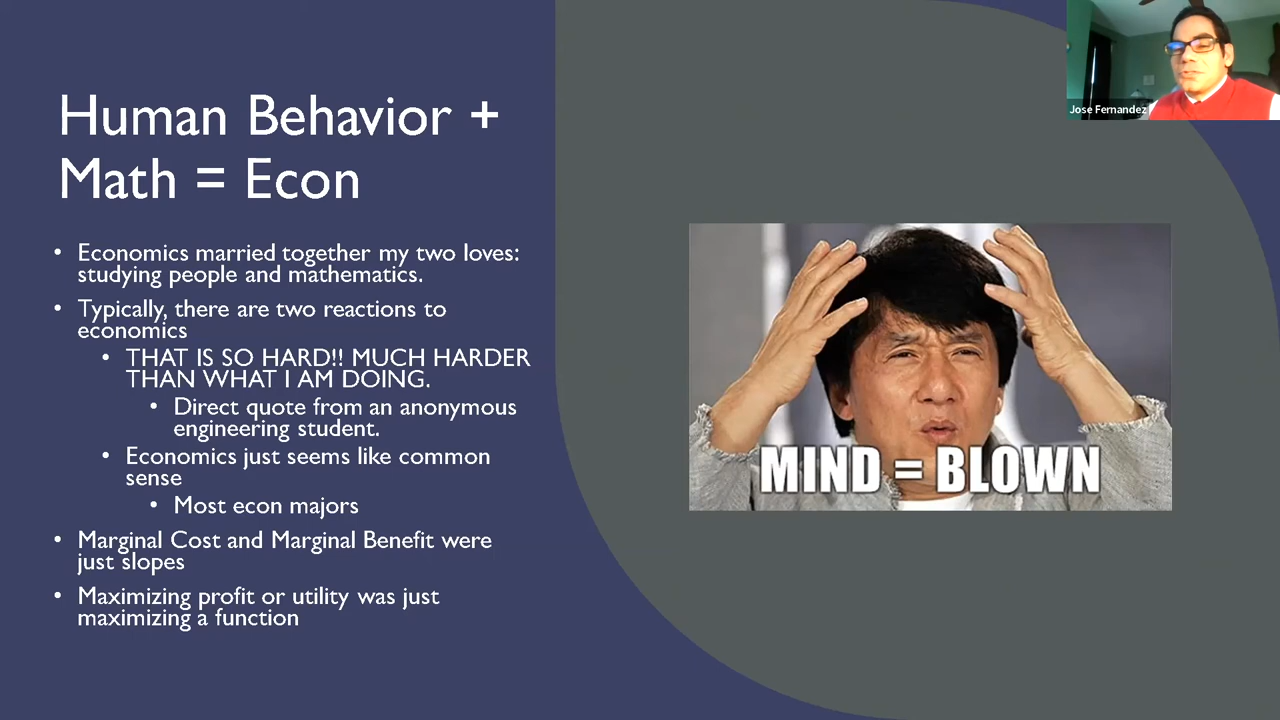 Human Behavior +
Math = Econ
• Economics married together my two loves:
studying people and mathematics.
• Typically, there are two reactions to
economics
• THAT IS SO HARD!! MUCH HARDER
THAN WHAT I AM DOING.
• Direct quote from an anonymous
engineering student.
• Economics just seems like common
sense
• Most econ majors
• Marginal Cost and Marginal Benefit were
just slopes
• Maximizing profit or utility was just
maximizing a function
MIND = BLOWN
Jose Fernandez